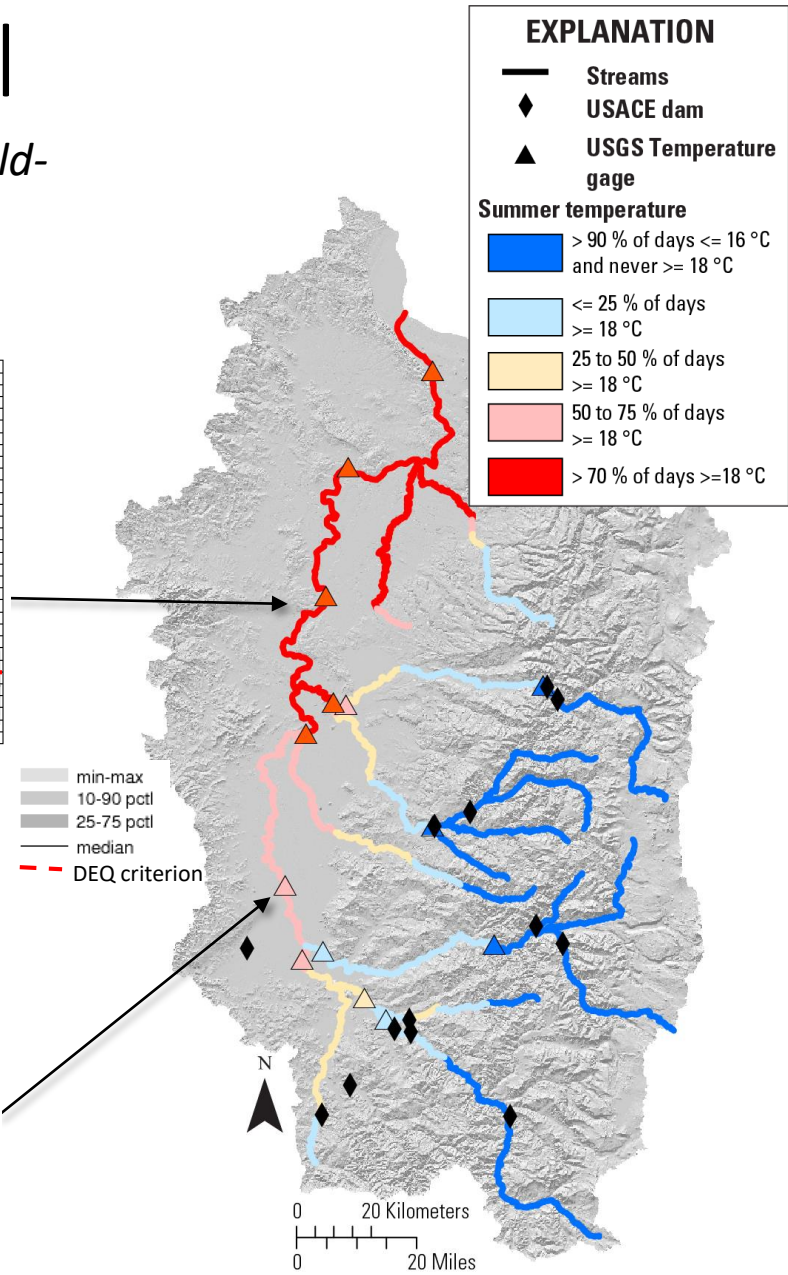 ld-
EXPLANATION
Streams
USACE dam
USGS Temperature
gage
Summer temperature
> 90 % of days <= 16 °C
and never >= 18 °C
<= 25 % of days
>= 18 °C
25 to 50 % of days
>= 18 °C
50 to 75 % of days
>= 18 °C
> 70 % of days >=18 °C
min-max
10-90 pctl
25-75 pctl
median
DEQ criterion
N
0 20 Kilometers
0 20 Miles